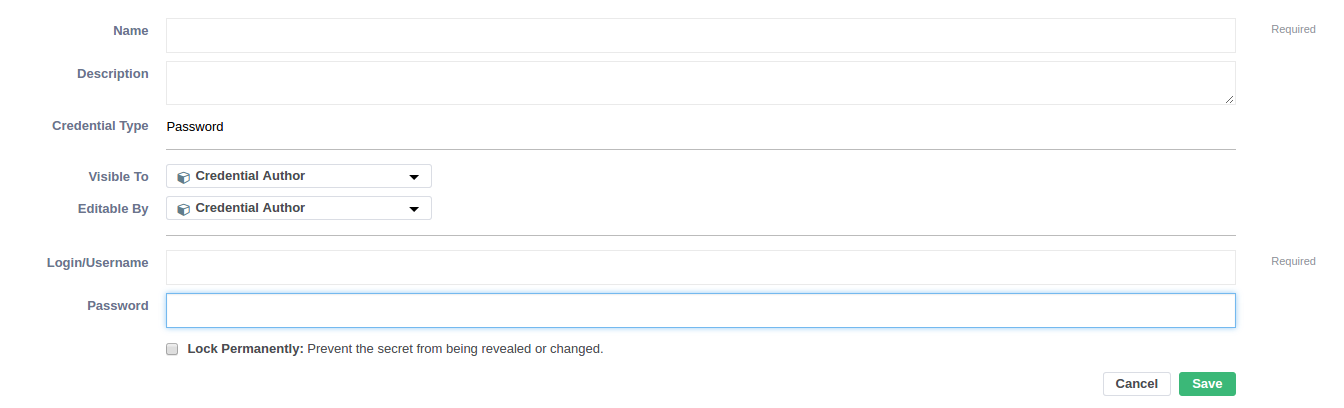 Name Required
Description
Credential Type Password
Visible To Credential Author
Editable By Credential Author
Login/Username Required
Password
Lock Permanently: Prevent the secret from being revealed or changed.
Cancel Save